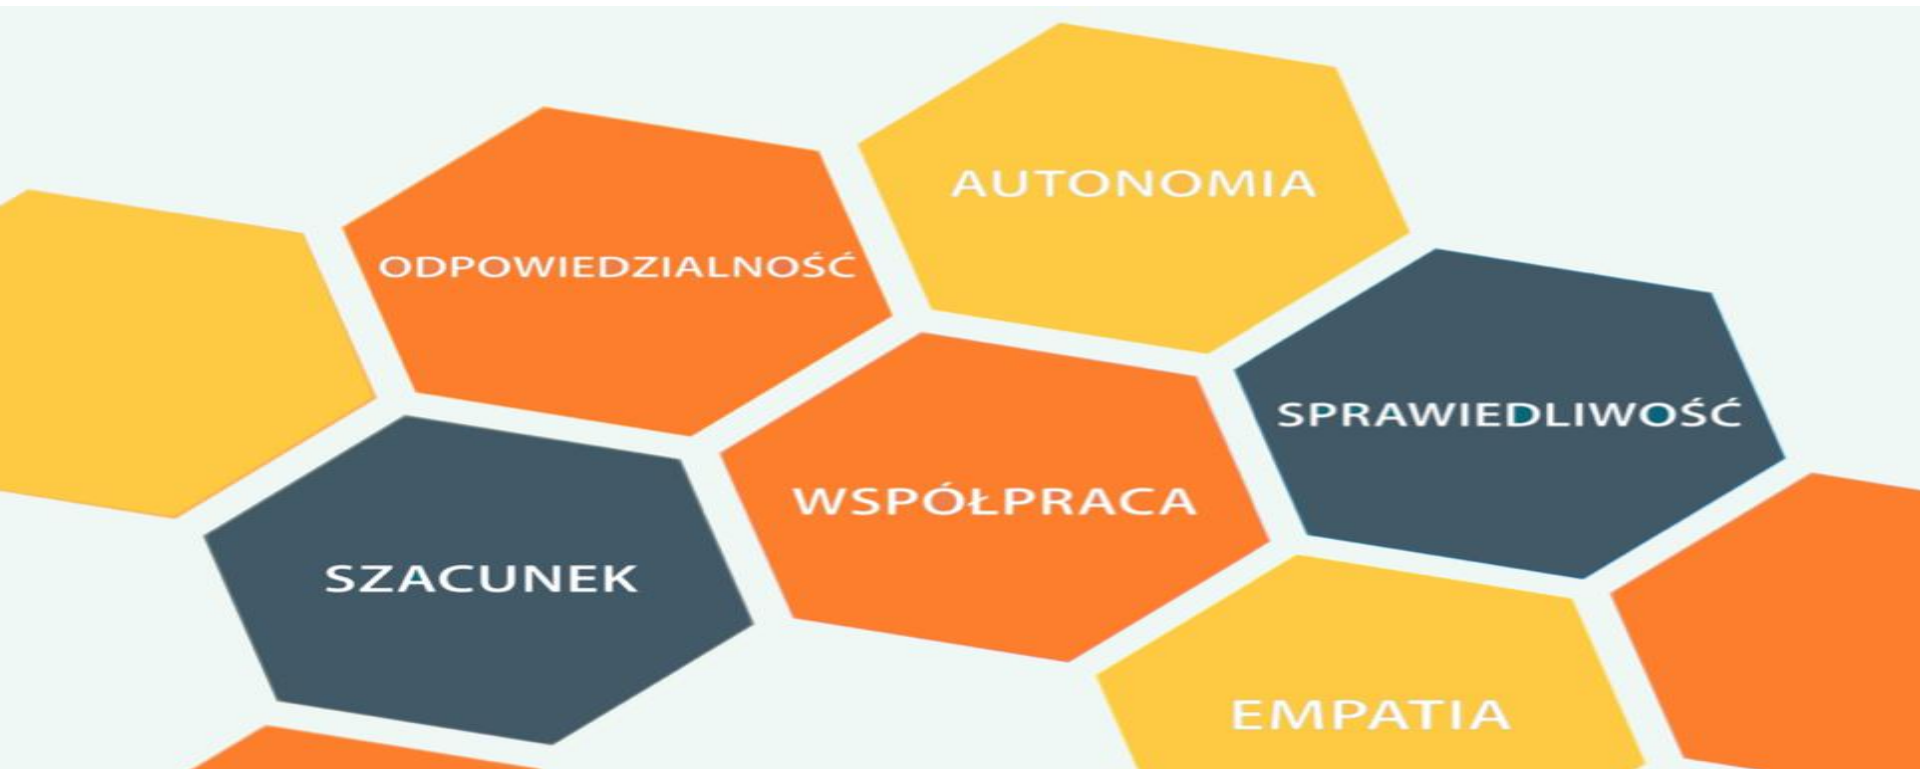 AUTONOMIA
ODPOWIEDZIALNOŚĆ
SPRAWIEDLIWOŚĆ
WSPÓŁPRACA
SZACUNEK
EMPATIA